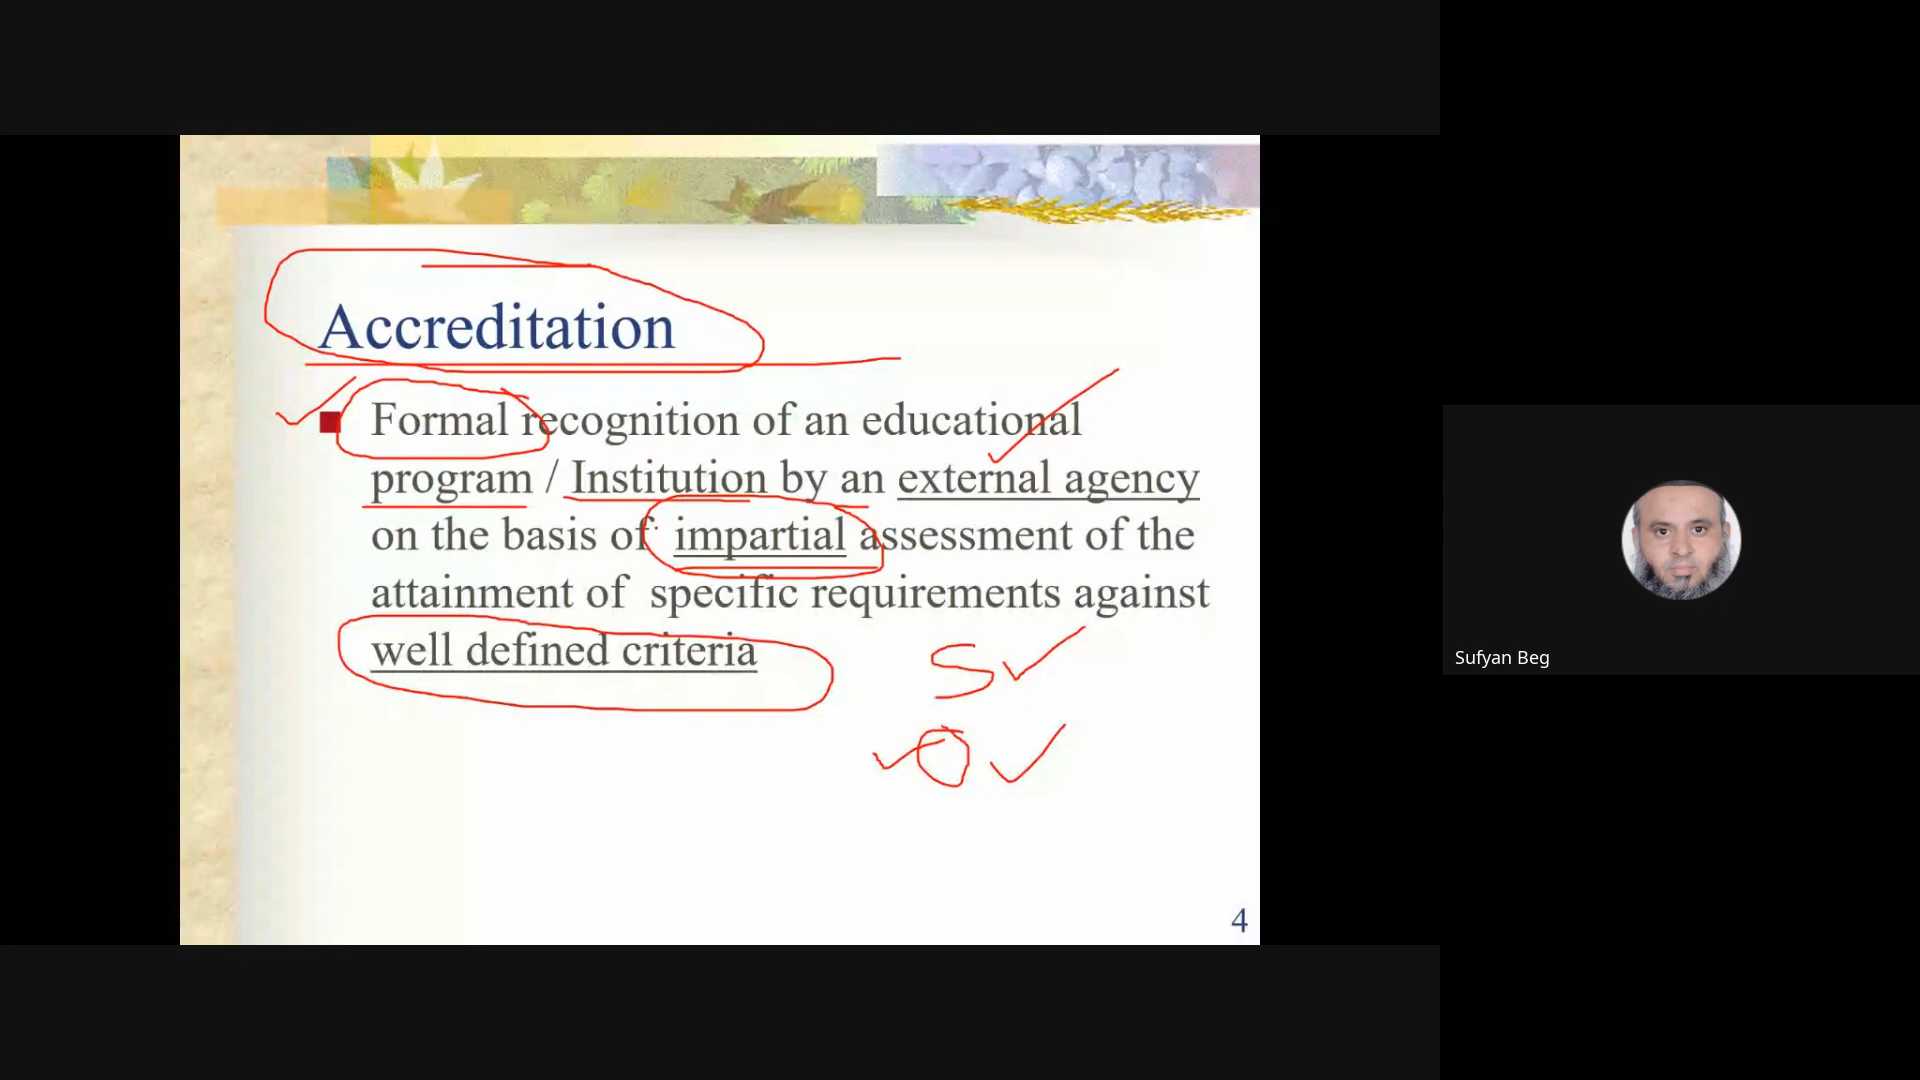 Accreditation
Formal recognition of an educational
program / Institution by an external agency
on the basis of impartial assessment of the
attainment of specific requirements against
well defined criteria
S
O
4
Sufyan Beg